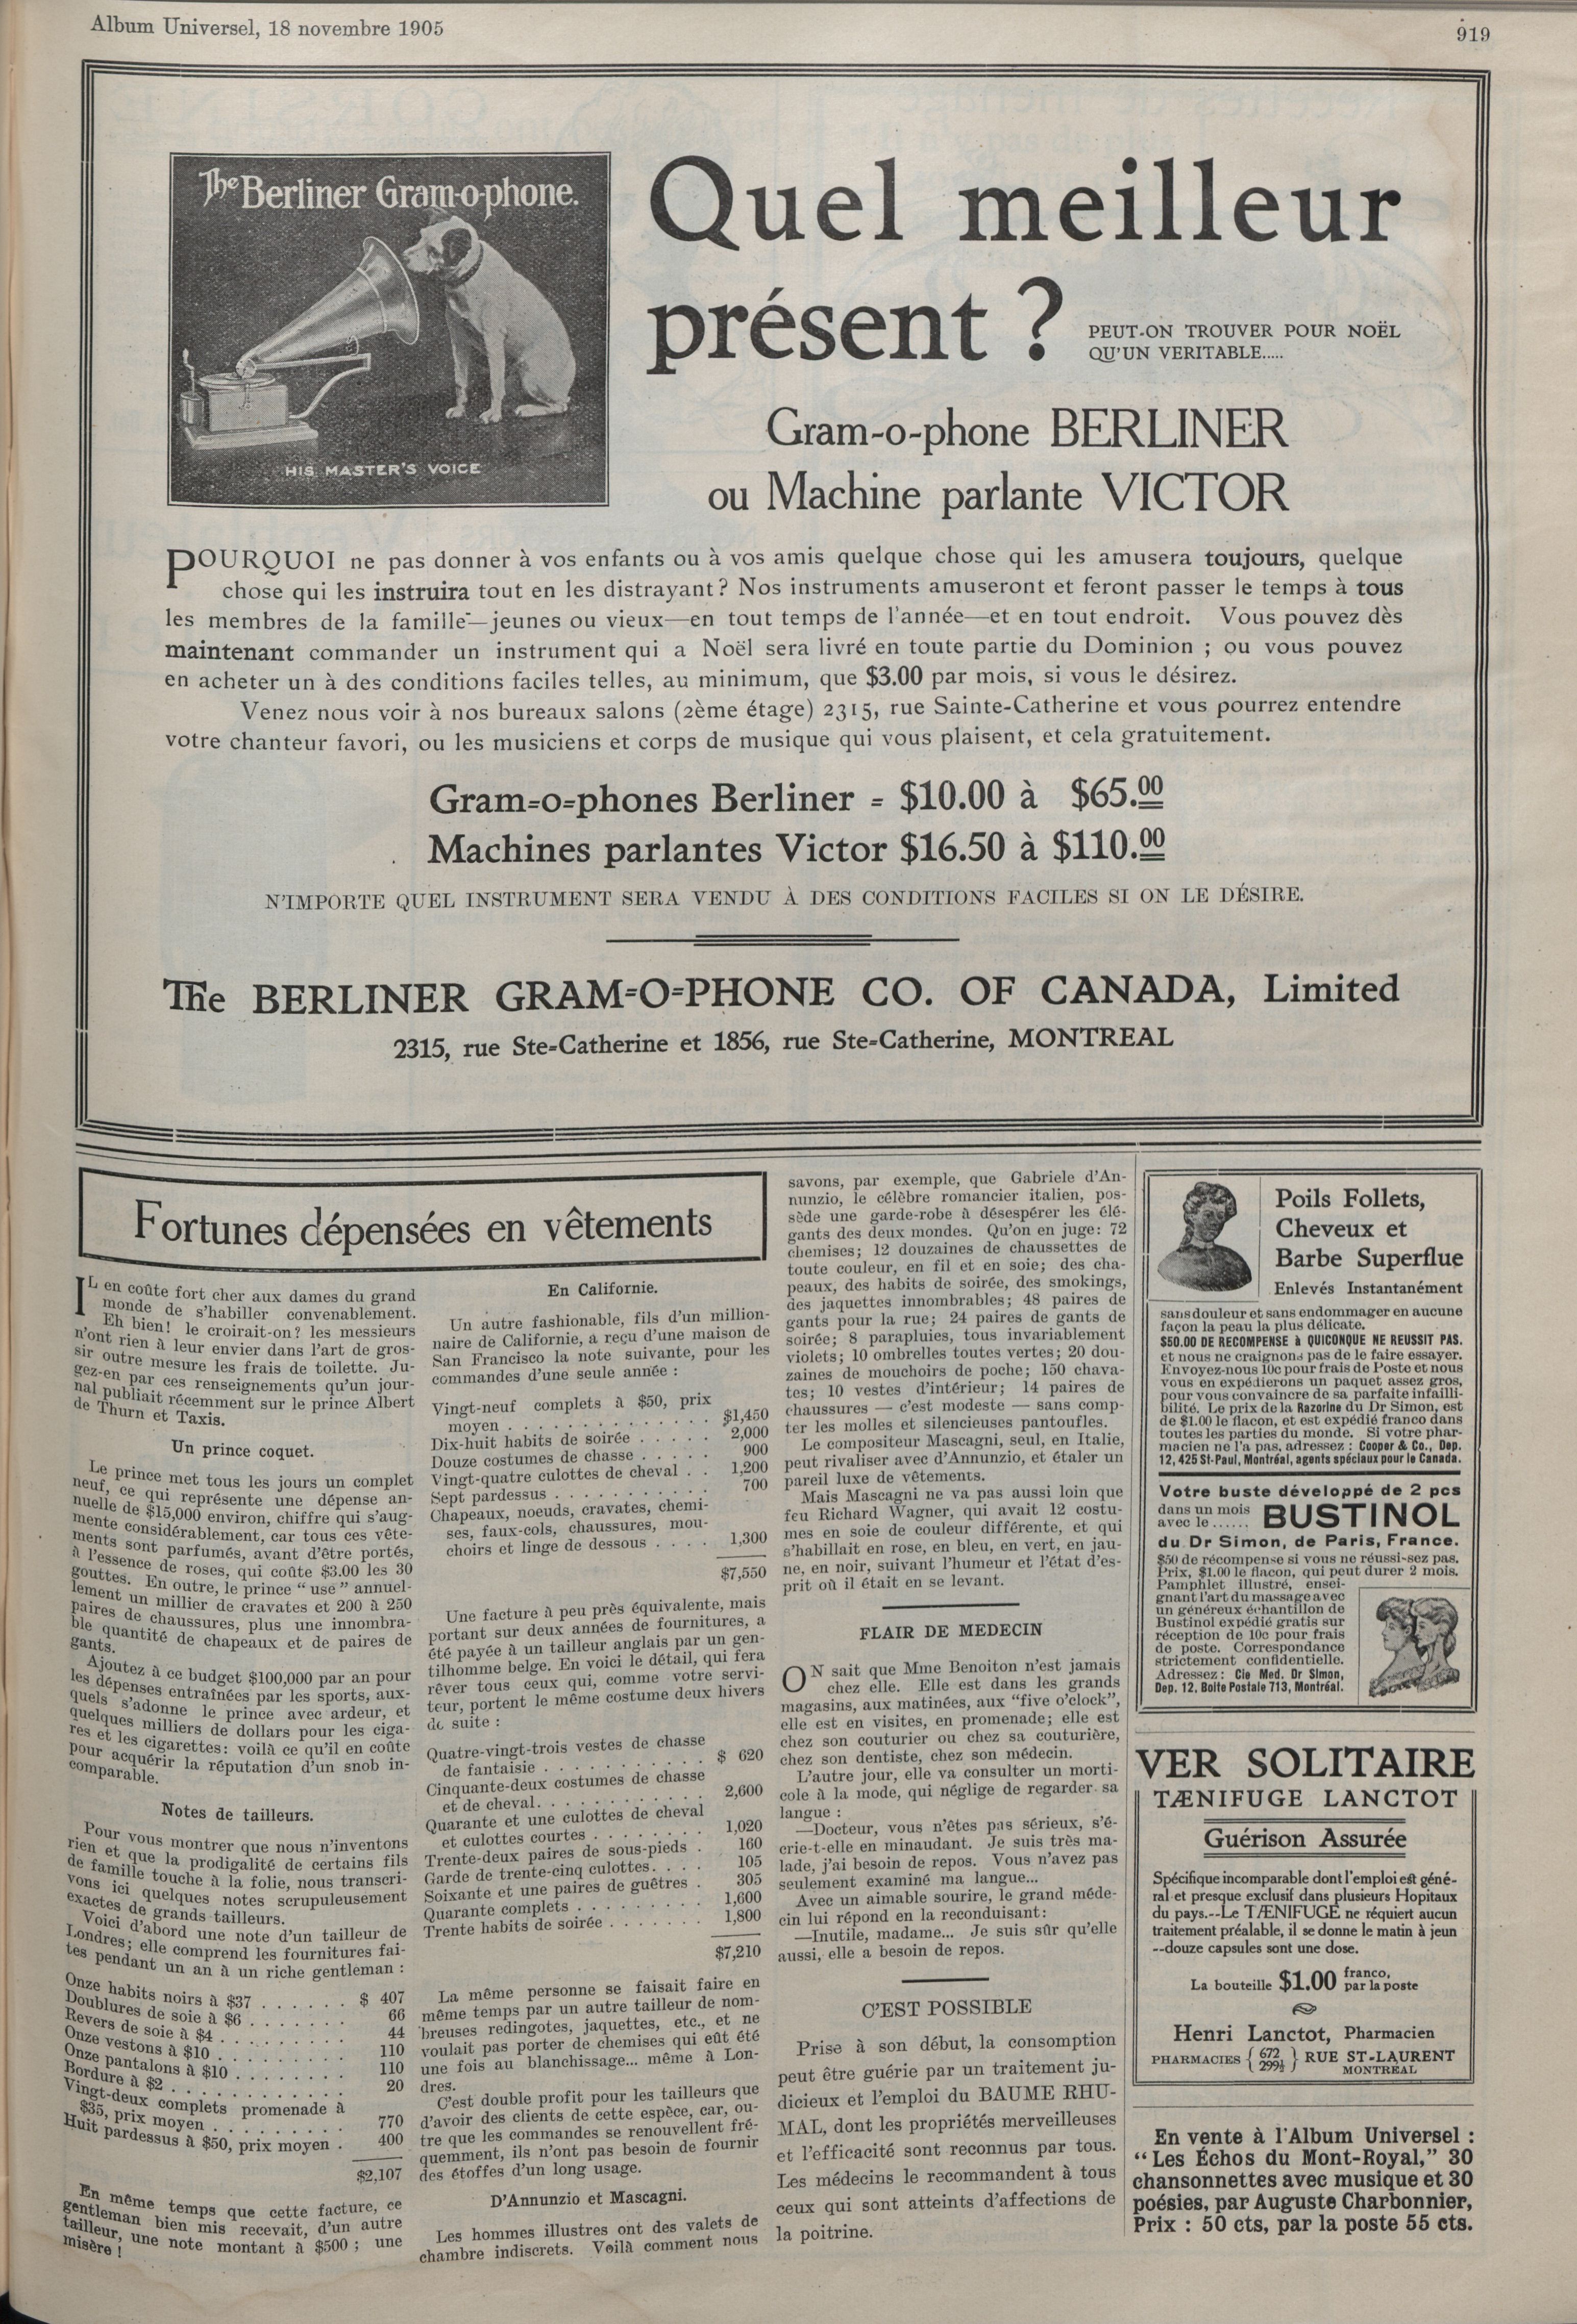 Album Universel, 18 novembre 1905
919
The Berliner Gram-o-phone.
HIS MASTER'S VOICE
Quel meilleur
présent ?
PEUT-ON TROUVER POUR NOËL
QU'UN VERITABLE.....
Gram-o-phone BERLINER
ou Machine parlante VICTOR
POURQUOI ne pas donner à vos enfants ou à vos amis quelque chose qui les amusera toujours, quelque
chose qui les instruira tout en les distrayant? Nos instruments amuseront et feront passer le temps à tous
les membres de la famille—jeunes ou vieux—en tout temps de l'année—et en tout endroit. Vous pouvez dès
maintenant commander un instrument qui a Noël sera livré en toute partie du Dominion ; ou vous pouvez
en acheter un à des conditions faciles telles, au minimum, que $3.00 par mois, si vous le désirez.
Venez nous voir à nos bureaux salons (2ème étage) 2315, rue Sainte-Catherine et vous pourrez entendre
votre chanteur favori, ou les musiciens et corps de musique qui vous plaisent, et cela gratuitement.
Gram=o=phones Berliner = $10.00 à $65.00
Machines parlantes Victor $16.50 à $110.00
N'IMPORTE QUEL INSTRUMENT SERA VENDU À DES CONDITIONS FACILES SI ON LE DÉSIRE.
The BERLINER GRAM=O=PHONE CO. OF CANADA, Limited
2315, rue Ste=Catherine et 1856, rue Ste=Catherine, MONTREAL
Fortunes dépensées en vêtements
IL en coûte fort cher aux dames du grand
monde de s'habiller convenablement.
Eh bien! le croirait-on? les messieurs
n'ont rien à leur envier dans l'art de gros-
sir outre mesure les frais de toilette. Ju-
gez-en par ces renseignements qu'un jour-
nal publiait récemment sur le prince Albert
de Thurn et Taxis.
Un prince coquet.
Le prince met tous les jours un complet
neuf, ce qui représente une dépense an-
nuelle de $15,000 environ, chiffre qui s'aug-
mente considérablement, car tous ces vête-
ments sont parfumés, avant d'être portés,
à l'essence de roses, qui coûte $3.00 les 30
gouttes. En outre, le prince "use" annuel-
lement un millier de cravates et 200 à 250
paires de chaussures, plus une innombra-
ble quantité de chapeaux et de paires de
gants.
Ajoutez à ce budget $100,000 par an pour
les dépenses entraînées par les sports, aux-
quels s'adonne le prince avec ardeur, et
quelques milliers de dollars pour les ciga-
res et les cigarettes: voilà ce qu'il en coûte
pour acquérir la réputation d'un snob in-
comparable.
Notes de tailleurs.
Pour vous montrer que nous n'inventons
rien et que la prodigalité de certains fils
de famille touche à la folie, nous transcri-
vons ici quelques notes scrupuleusement
exactes de grands tailleurs.
Voici d'abord une note d'un tailleur de
Londres; elle comprend les fournitures fai-
tes pendant un an à un riche gentleman :
Onze habits noirs à $37 . . . . . . $ 407
Doublures de soie à $6 . . . . . . . 66
Revers de soie à $4 . . . . . . . . . 44
Onze vestons à $10 . . . . . . . . . 110
Onze pantalons à $10 . . . . . . . . 110
Bordure à $2 . . . . . . . . . . . . 20
Vingt-deux complets promenade à
$35, prix moyen . . . . . . . . . 770
Huit pardessus à $50, prix moyen . 400
$2,107
En même temps que cette facture, ce
gentleman bien mis recevait, d'un autre
tailleur, une note montant à $500 ; une
misère !
En Californie.
Un autre fashionable, fils d'un million-
naire de Californie, a reçu d'une maison de
San Francisco la note suivante, pour les
commandes d'une seule année :
Vingt-neuf complets à $50, prix
moyen . . . . . . . . . . . . . $1,450
Dix-huit habits de soirée . . . . . 2,000
Douze costumes de chasse . . . . . 900
Vingt-quatre culottes de cheval . . 1,200
Sept pardessus . . . . . . . . . . . 700
Chapeaux, noeuds, cravates, chemi-
ses, faux-cols, chaussures, mou-
choirs et linge de dessous . . . . 1,300
$7,550
Une facture à peu près équivalente, mais
portant sur deux années de fournitures, a
été payée à un tailleur anglais par un gen-
tilhomme belge. En voici le détail, qui fera
rêver tous ceux qui, comme votre servi-
teur, portent le même costume deux hivers
de suite :
Quatre-vingt-trois vestes de chasse
de fantaisie . . . . . . . . . . . $ 620
Cinquante-deux costumes de chasse
et de cheval. . . . . . . . . . . . 2,600
Quarante et une culottes de cheval
et culottes courtes . . . . . . . . 1,020
Trente-deux paires de sous-pieds . 160
Garde de trente-cinq culottes. . . . 105
Soixante et une paires de guêtres . 305
Quarante complets . . . . . . . . . 1,600
Trente habits de soirée . . . . . . . 1,800
$7,210
La même personne se faisait faire en
même temps par un autre tailleur de nom-
breuses redingotes, jaquettes, etc., et ne
voulait pas porter de chemises qui eût été
une fois au blanchissage... même à Lon-
dres.
C'est double profit pour les tailleurs que
d'avoir des clients de cette espèce, car, ou-
tre que les commandes se renouvellent fré-
quemment, ils n'ont pas besoin de fournir
des étoffes d'un long usage.
D'Annunzio et Mascagni.
Les hommes illustres ont des valets de
chambre indiscrets. Voilà comment nous
savons, par exemple, que Gabriele d'An-
nunzio, le célèbre romancier italien, pos-
sède une garde-robe à désespérer les élé-
gants des deux mondes. Qu'on en juge: 72
chemises; 12 douzaines de chaussettes de
toute couleur, en fil et en soie; des cha-
peaux, des habits de soirée, des smokings,
des jaquettes innombrables; 48 paires de
gants pour la rue; 24 paires de gants de
soirée; 8 parapluies, tous invariablement
violets; 10 ombrelles toutes vertes; 20 dou-
zaines de mouchoirs de poche; 150 chava-
tes; 10 vestes d'intérieur; 14 paires de
chaussures — c'est modeste — sans comp-
ter les molles et silencieuses pantoufles.
Le compositeur Mascagni, seul, en Italie,
peut rivaliser avec d'Annunzio, et étaler un
pareil luxe de vêtements.
Mais Mascagni ne va pas aussi loin que
feu Richard Wagner, qui avait 12 costu-
mes en soie de couleur différente, et qui
s'habillait en rose, en bleu, en vert, en jau-
ne, en noir, suivant l'humeur et l'état d'es-
prit où il était en se levant.
FLAIR DE MEDECIN
ON sait que Mme Benoiton n'est jamais
chez elle. Elle est dans les grands
magasins, aux matinées, aux "five o'clock",
elle est en visites, en promenade; elle est
chez son couturier ou chez sa couturière,
chez son dentiste, chez son médecin.
L'autre jour, elle va consulter un morti-
cole à la mode, qui néglige de regarder sa
langue :
—Docteur, vous n'êtes pas sérieux, s'é-
crie-t-elle en minaudant. Je suis très ma-
lade, j'ai besoin de repos. Vous n'avez pas
seulement examiné ma langue...
Avec un aimable sourire, le grand méde-
cin lui répond en la reconduisant:
—Inutile, madame... Je suis sûr qu'elle
aussi, elle a besoin de repos.
C'EST POSSIBLE
Prise à son début, la consomption
peut être guérie par un traitement ju-
dicieux et l'emploi du BAUME RHU-
MAL, dont les propriétés merveilleuses
et l'efficacité sont reconnus par tous.
Les médecins le recommandent à tous
ceux qui sont atteints d'affections de
la poitrine.
Poils Follets,
Cheveux et
Barbe Superflue
Enlevés Instantanément
sans douleur et sans endommager en aucune
façon la peau la plus délicate.
$50.00 DE RECOMPENSE à QUICONQUE NE REUSSIT PAS.
et nous ne craignons pas de le faire essayer.
Envoyez-nous 10c pour frais de Poste et nous
vous en expédierons un paquet assez gros,
pour vous convaincre de sa parfaite infailli-
bilité. Le prix de la Razorine du Dr Simon, est
de $1.00 le flacon, et est expédié franco dans
toutes les parties du monde. Si votre phar-
macien ne l'a pas, adressez : Cooper & Co., Dep.
12, 425 St-Paul, Montréal, agents spéciaux pour le Canada.
Votre buste développé de 2 pcs
dans un mois
avec le ...... BUSTINOL
du Dr Simon, de Paris, France.
$50 de récompense si vous ne réussi-sez pas.
Prix, $1.00 le flacon, qui peut durer 2 mois.
Pamphlet illustré, ensei-
gnant l'art du massage avec
un généreux échantillon de
Bustinol expédié gratis sur
réception de 10c pour frais
de poste. Correspondance
strictement confidentielle.
Adressez : Cie Med. Dr Simon,
Dep. 12, Boite Postale 713, Montréal.
VER SOLITAIRE
TÆNIFUGE LANCTOT
Guérison Assurée
Spécifique incomparable dont l'emploi est géné-
ral et presque exclusif dans plusieurs Hopitaux
du pays.--Le TÆNIFUGE ne réquiert aucun
traitement préalable, il se donne le matin à jeun
--douze capsules sont une dose.
La bouteille $1.00 franco, par la poste
Henri Lanctot, Pharmacien
PHARMACIES { 672 299½ } RUE ST-LAURENT
MONTREAL
En vente à l'Album Universel :
"Les Échos du Mont-Royal," 30
chansonnettes avec musique et 30
poésies, par Auguste Charbonnier,
Prix : 50 cts, par la poste 55 cts.